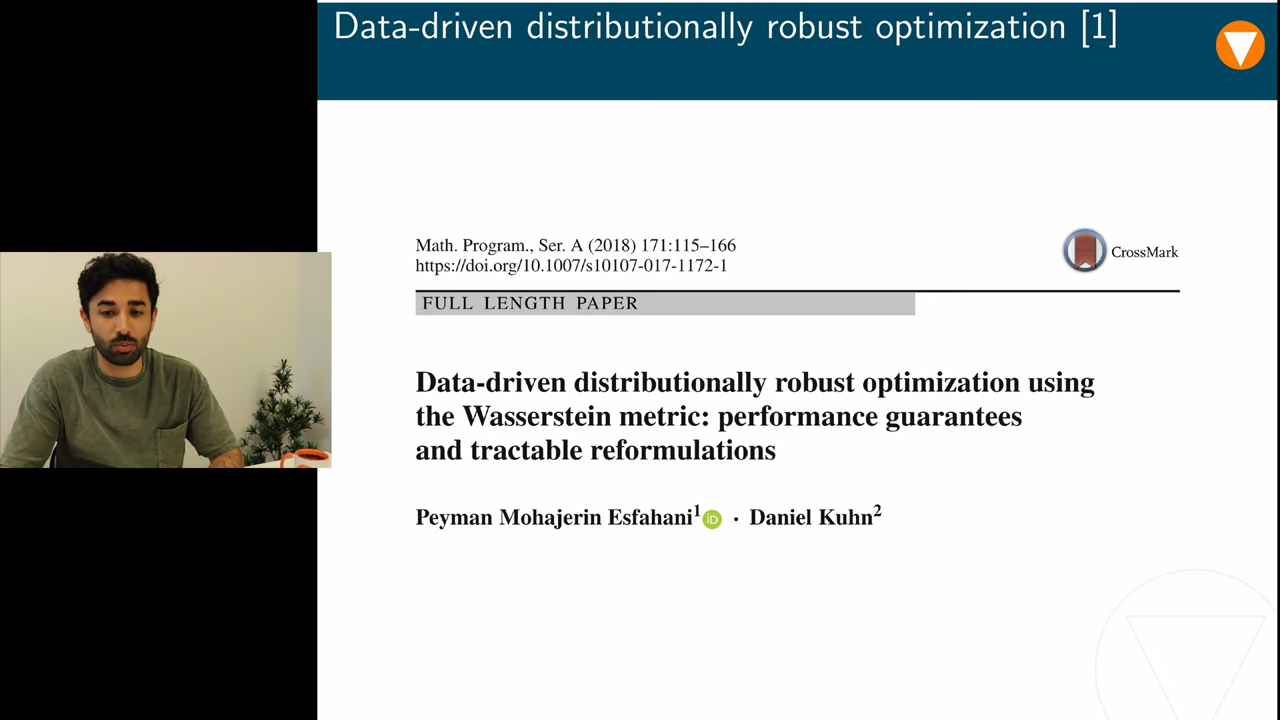 Data-driven distributionally robust optimization [1]
Math. Program., Ser. A (2018) 171:115–166
https://doi.org/10.1007/s10107-017-1172-1
CrossMark
FULL LENGTH PAPER
Data-driven distributionally robust optimization using
the Wasserstein metric: performance guarantees
and tractable reformulations
Peyman Mohajerin Esfahani1 iD · Daniel Kuhn2